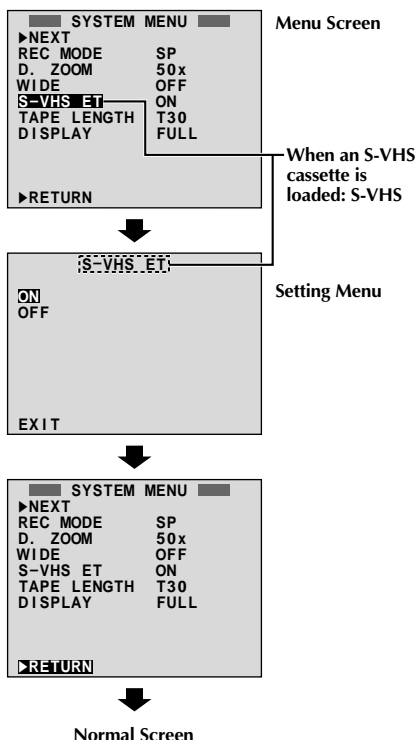 SYSTEM MENU
▶NEXT
REC MODE SP
D. ZOOM 50x
WIDE OFF
S–VHS ET ON
TAPE LENGTH T30
DISPLAY FULL
▶RETURN
Menu Screen
When an S-VHS
cassette is
loaded: S-VHS
S–VHS ET
ON
OFF
EXIT
Setting Menu
SYSTEM MENU
▶NEXT
REC MODE SP
D. ZOOM 50x
WIDE OFF
S–VHS ET ON
TAPE LENGTH T30
DISPLAY FULL
▶RETURN
Normal Screen